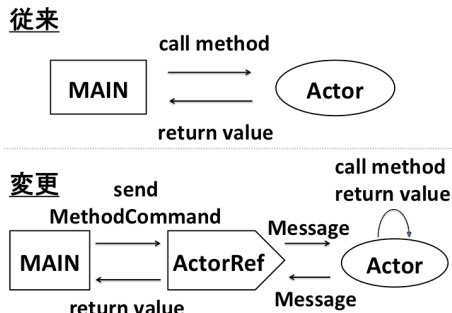 従来
call method
MAIN
Actor
return value
変更
call method
return value
send
MethodCommand
Message
MAIN
ActorRef
Actor
Message
return value